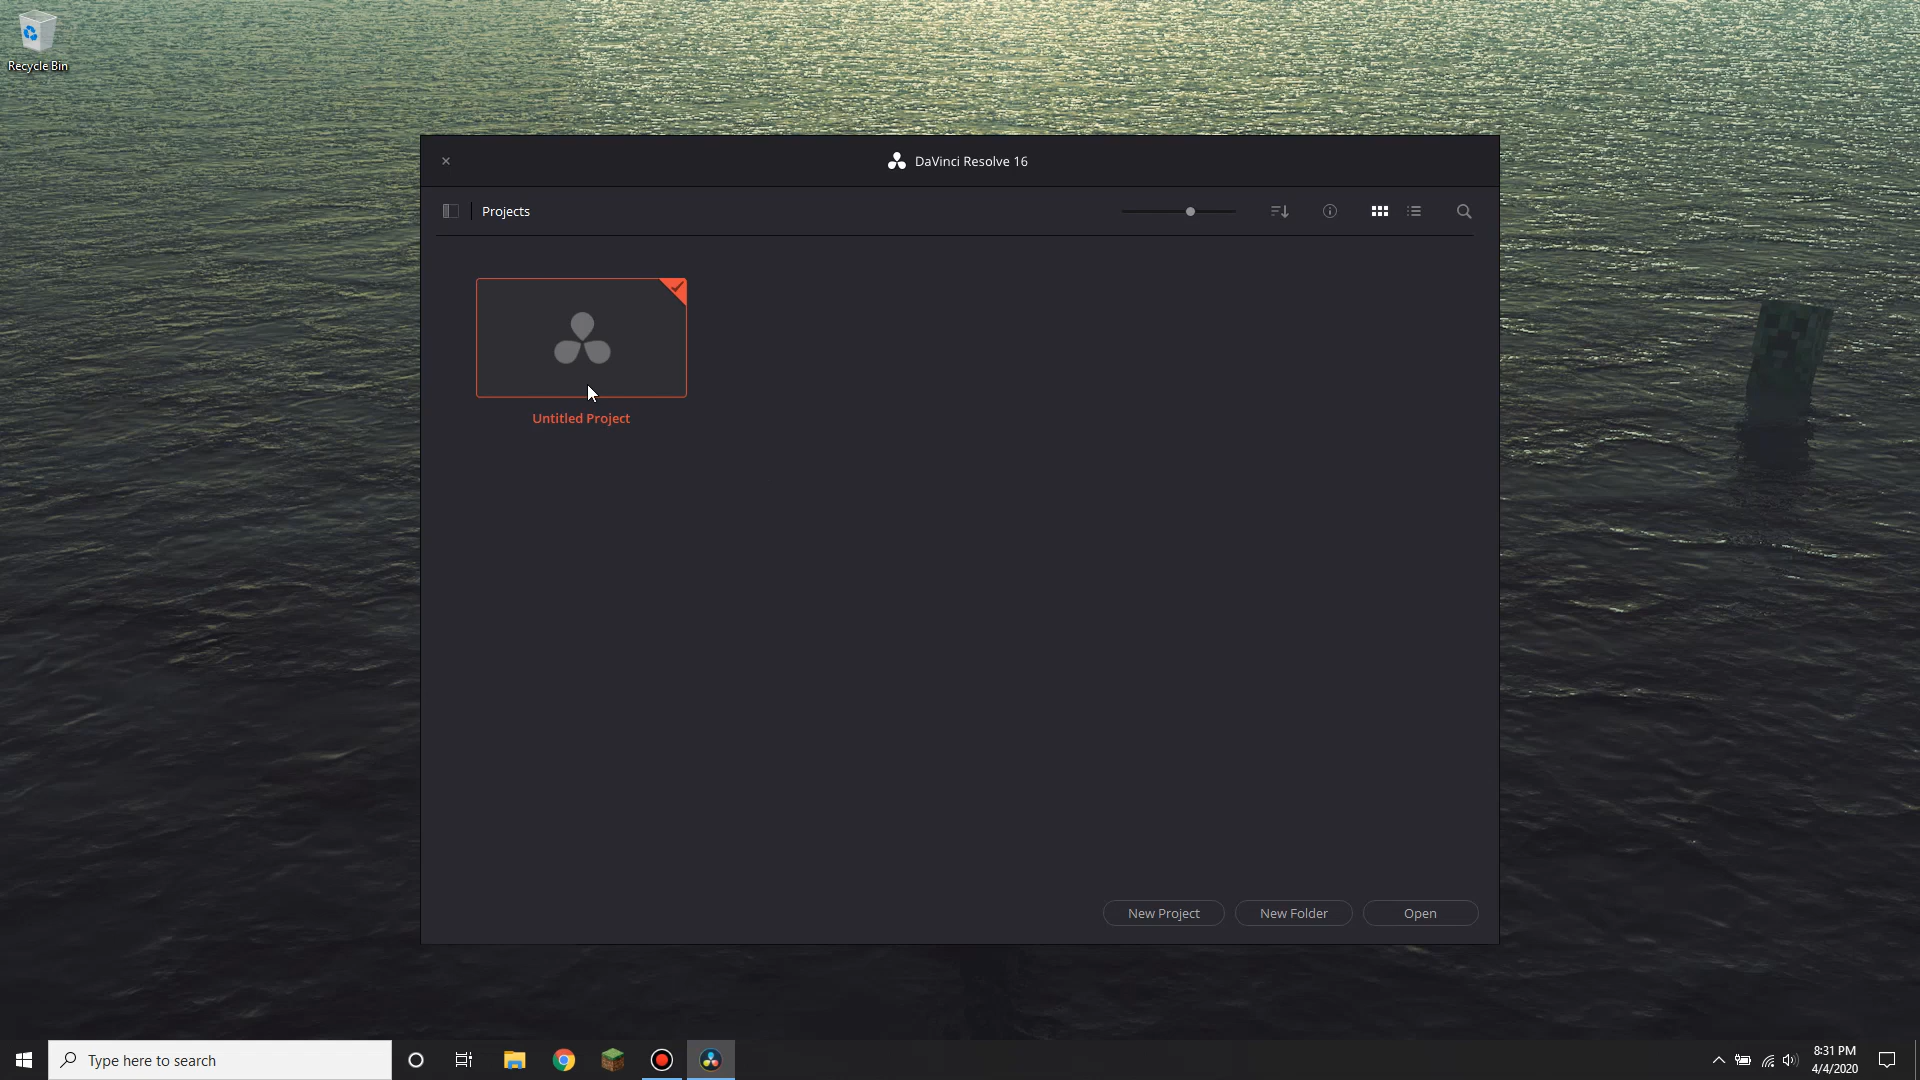 Recycle Bin
DaVinci Resolve 16
Projects
Untitled Project
New Project
New Folder
Open
Type here to search
8:31 PM
4/4/2020